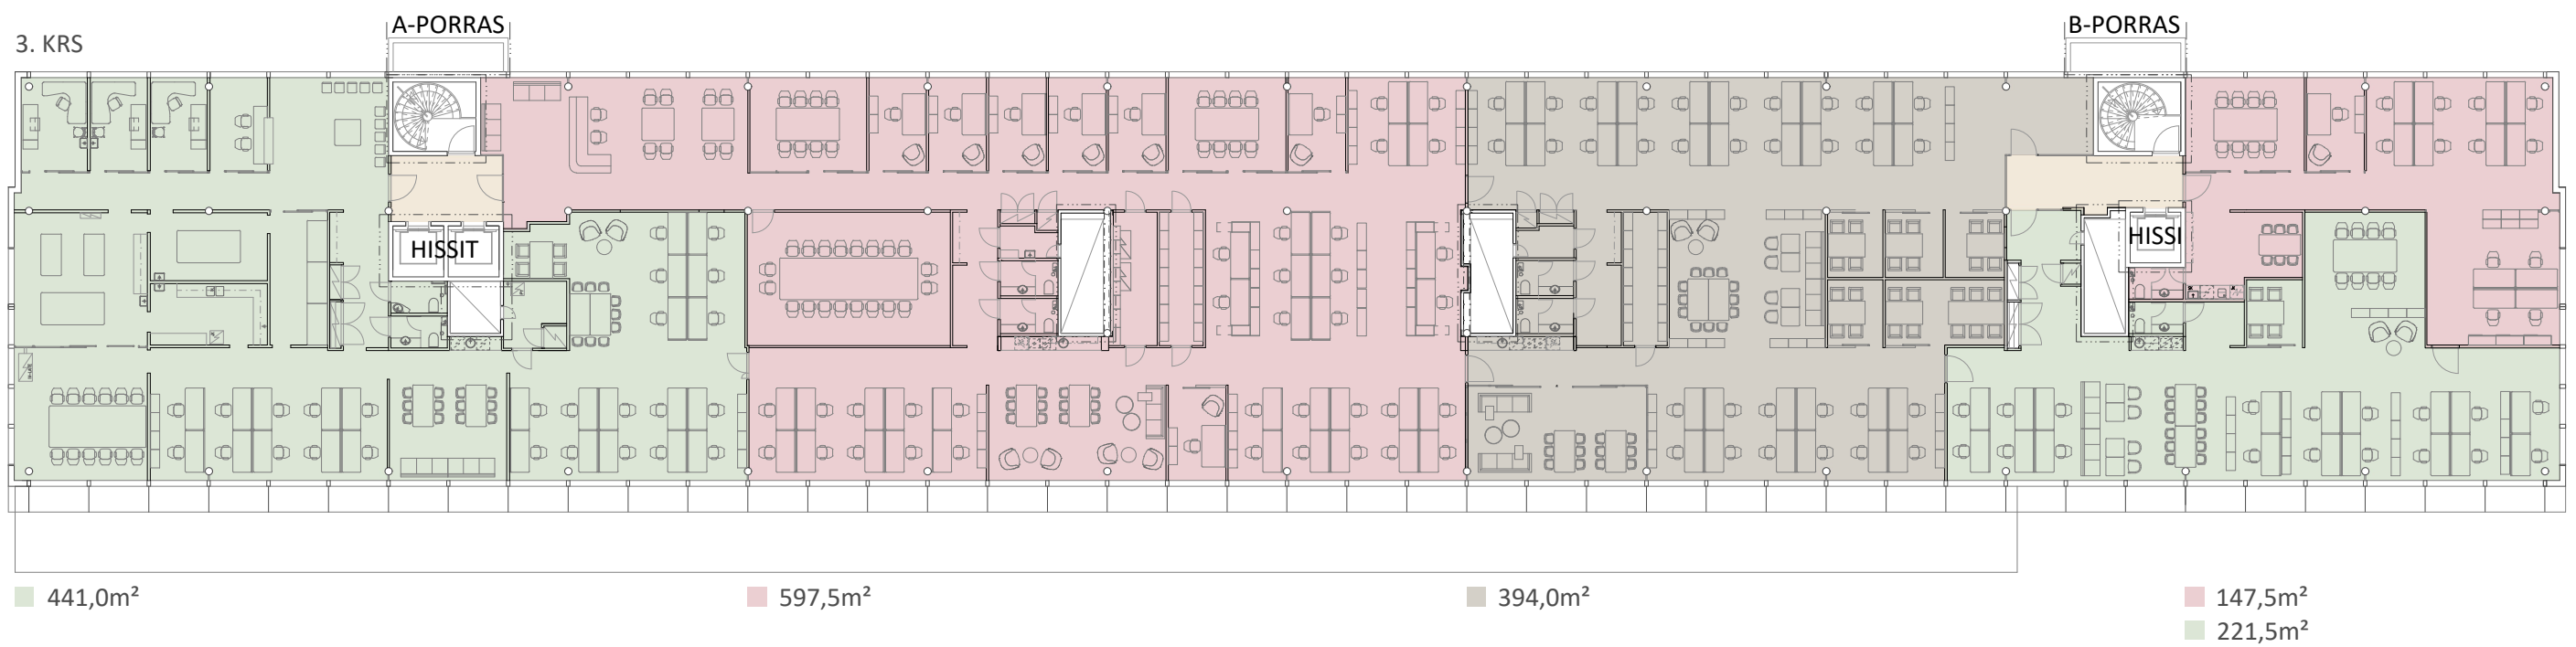 A-PORRAS
B-PORRAS
3. KRS
HISSIT
HISSI
441,0m²
597,5m²
394,0m²
147,5m²
221,5m²